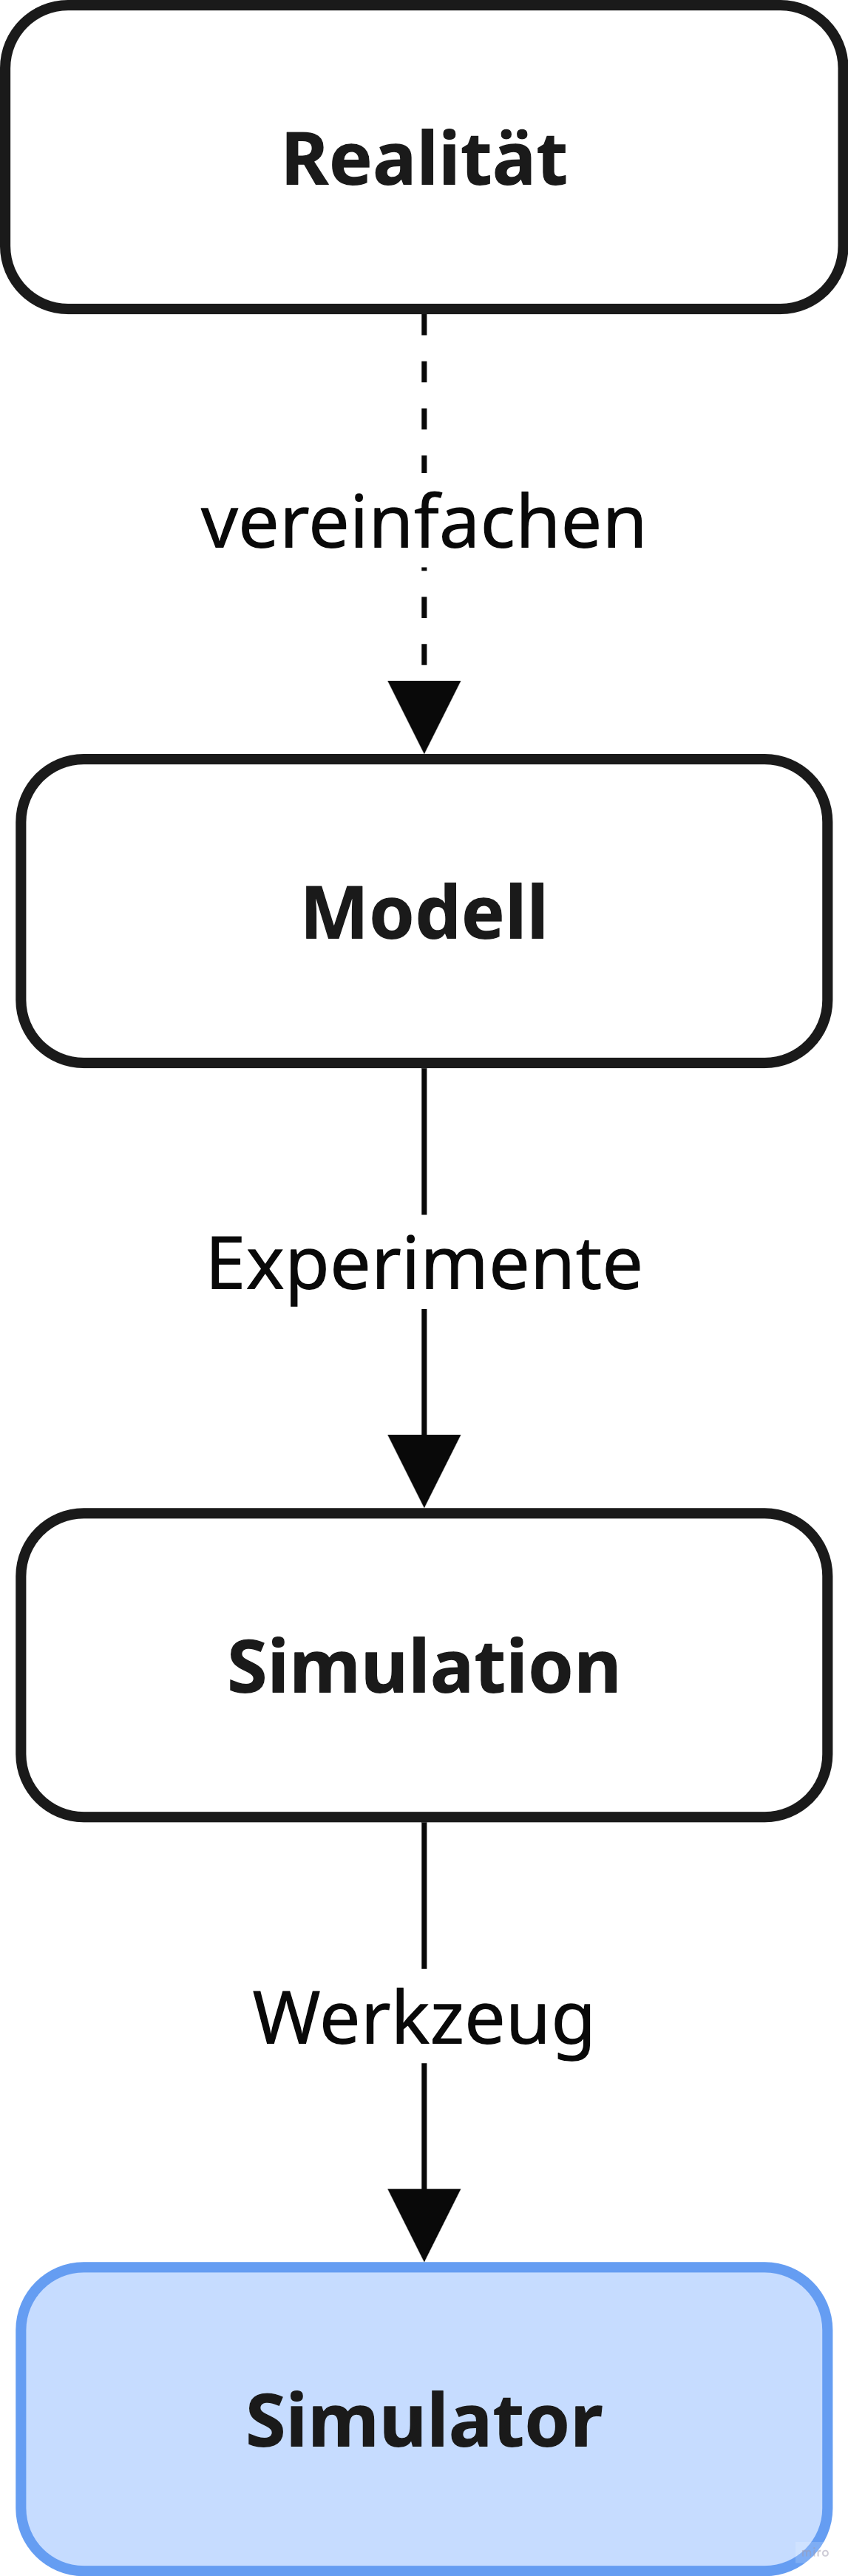 Realität
vereinfachen
Modell
Experimente
Simulation
Werkzeug
Simulator